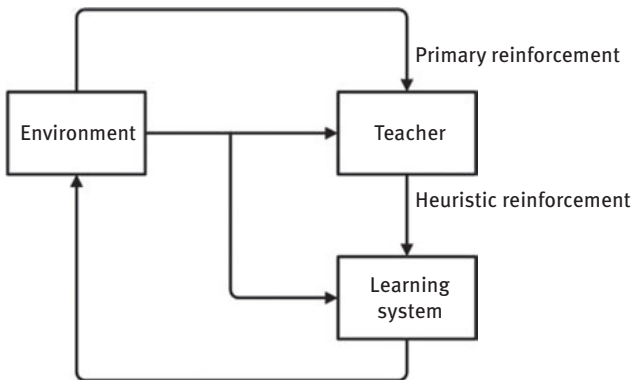 Primary reinforcement
Environment
Teacher
Heuristic reinforcement
Learning
system